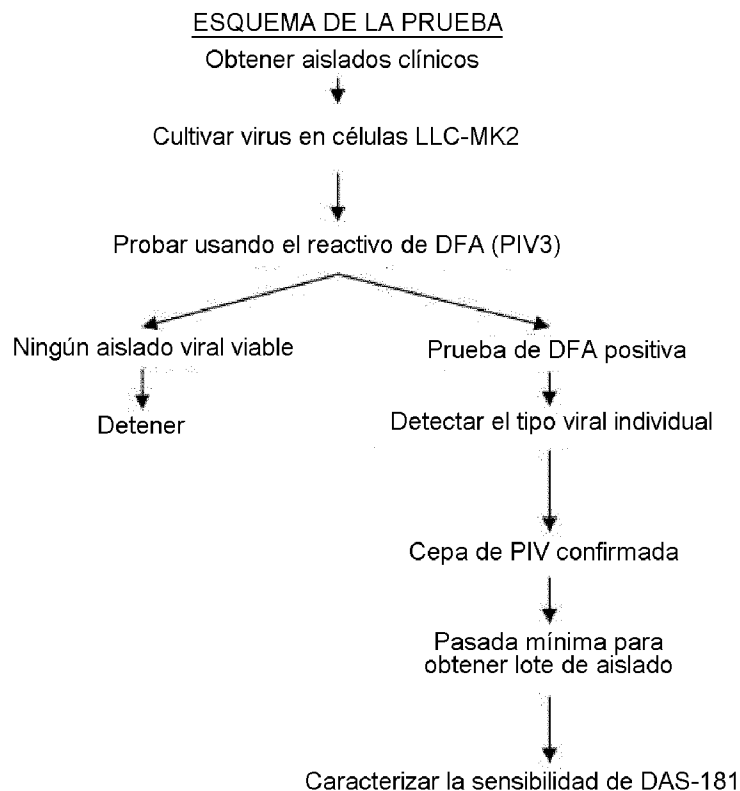 ESQUEMA DE LA PRUEBA
Obtener aislados clínicos
Cultivar virus en células LLC-MK2
Probar usando el reactivo de DFA (PIV3)
Ningún aislado viral viable
Prueba de DFA positiva
Detener
Detectar el tipo viral individual
Cepa de PIV confirmada
Pasada mínima para
obtener lote de aislado
Caracterizar la sensibilidad de DAS-181